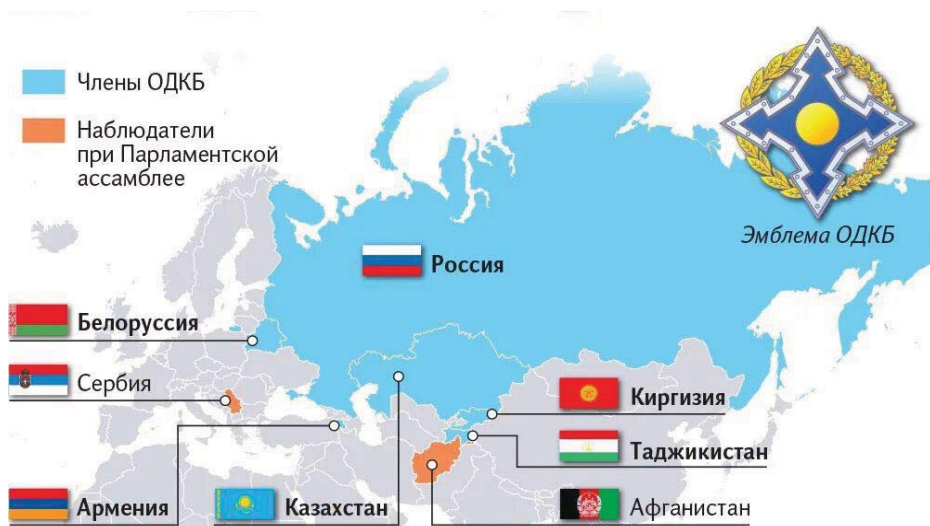 Члены ОДКБ
Наблюдатели
при Парламентской
ассамблее
Эмблема ОДКБ
Россия
Белоруссия
Сербия
Киргизия
Таджикистан
Армения
Казахстан
Афганистан